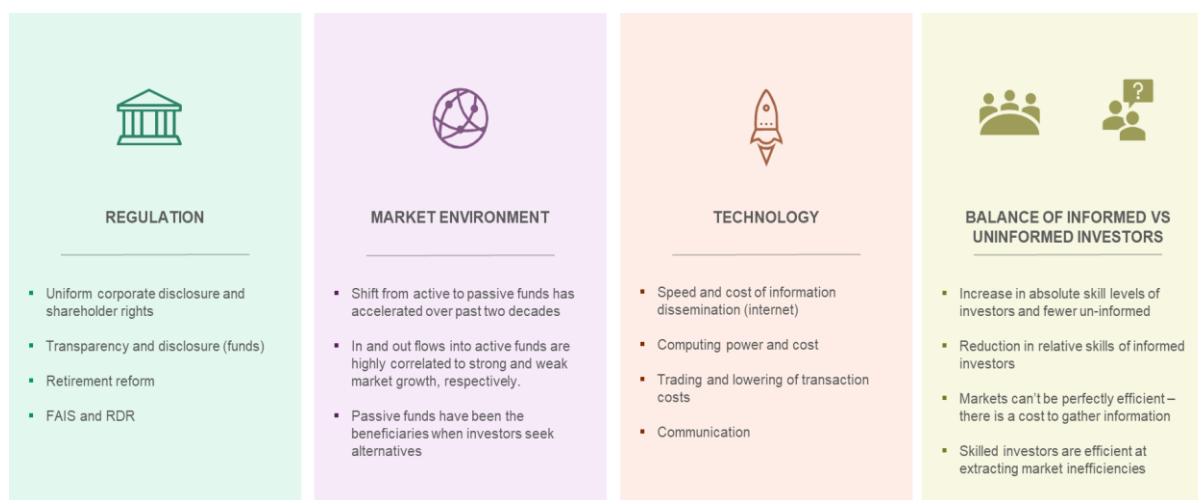 REGULATION
▪ Uniform corporate disclosure and
shareholder rights
▪ Transparency and disclosure (funds)
▪ Retirement reform
▪ FAIS and RDR
MARKET ENVIRONMENT
▪ Shift from active to passive funds has
accelerated over past two decades
▪ In and out flows into active funds are
highly correlated to strong and weak
market growth, respectively.
▪ Passive funds have been the
beneficiaries when investors seek
alternatives
TECHNOLOGY
▪ Speed and cost of information
dissemination (internet)
▪ Computing power and cost
▪ Trading and lowering of transaction
costs
▪ Communication
?
BALANCE OF INFORMED VS
UNINFORMED INVESTORS
▪ Increase in absolute skill levels of
investors and fewer un-informed
▪ Reduction in relative skills of informed
investors
▪ Markets can't be perfectly efficient –
there is a cost to gather information
▪ Skilled investors are efficient at
extracting market inefficiencies